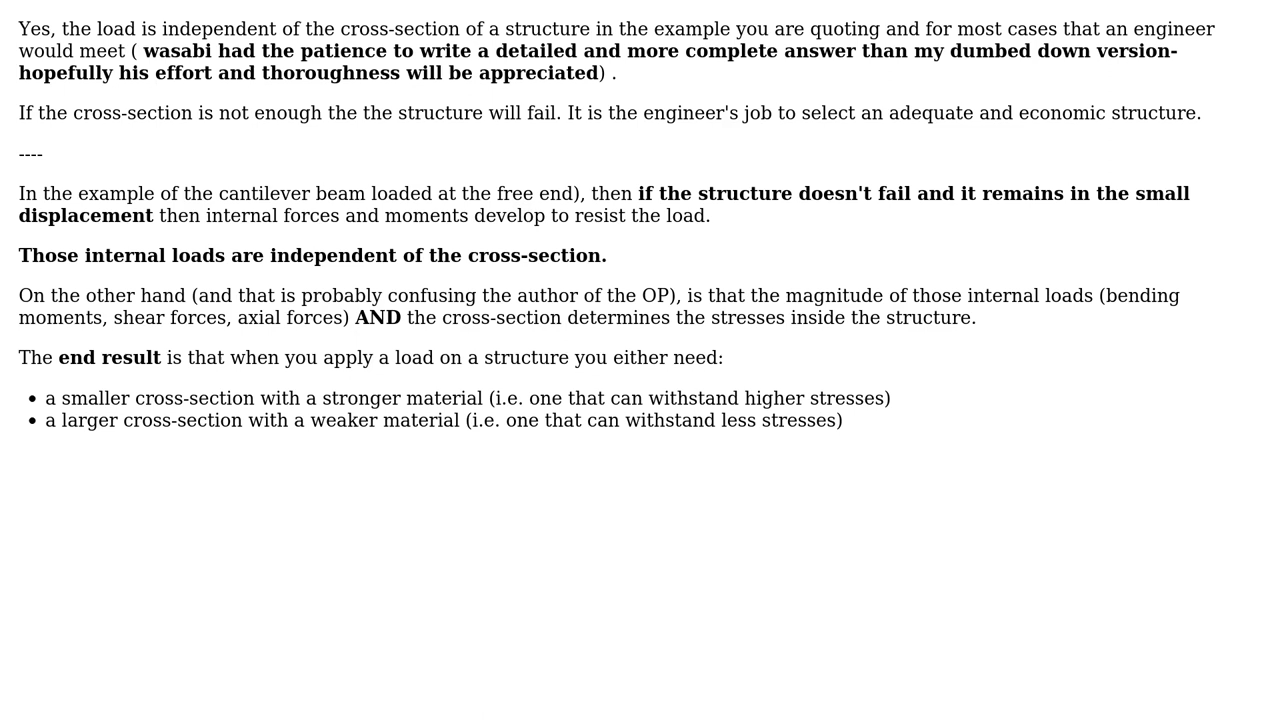 Yes, the load is independent of the cross-section of a structure in the example you are quoting and for most cases that an engineer
would meet ( wasabi had the patience to write a detailed and more complete answer than my dumbed down version-
hopefully his effort and thoroughness will be appreciated) .
If the cross-section is not enough the the structure will fail. It is the engineer's job to select an adequate and economic structure.
----
In the example of the cantilever beam loaded at the free end), then if the structure doesn't fail and it remains in the small
displacement then internal forces and moments develop to resist the load.
Those internal loads are independent of the cross-section.
On the other hand (and that is probably confusing the author of the OP), is that the magnitude of those internal loads (bending
moments, shear forces, axial forces) AND the cross-section determines the stresses inside the structure.
The end result is that when you apply a load on a structure you either need:
• a smaller cross-section with a stronger material (i.e. one that can withstand higher stresses)
• a larger cross-section with a weaker material (i.e. one that can withstand less stresses)